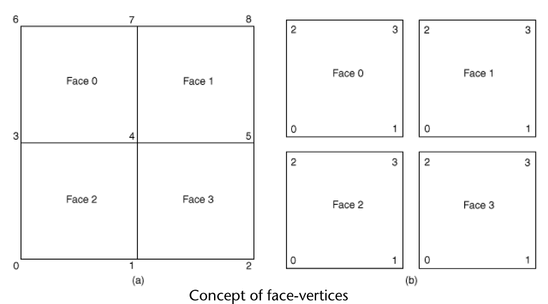 6 7 8 2 3 2 3
Face 0 Face 1 Face 0 Face 1
3 4 5 0 1 0 1
2 3 2 3
Face 2 Face 3 Face 2 Face 3
0 1 2 0 1 0 1
(a) (b)
Concept of face-vertices